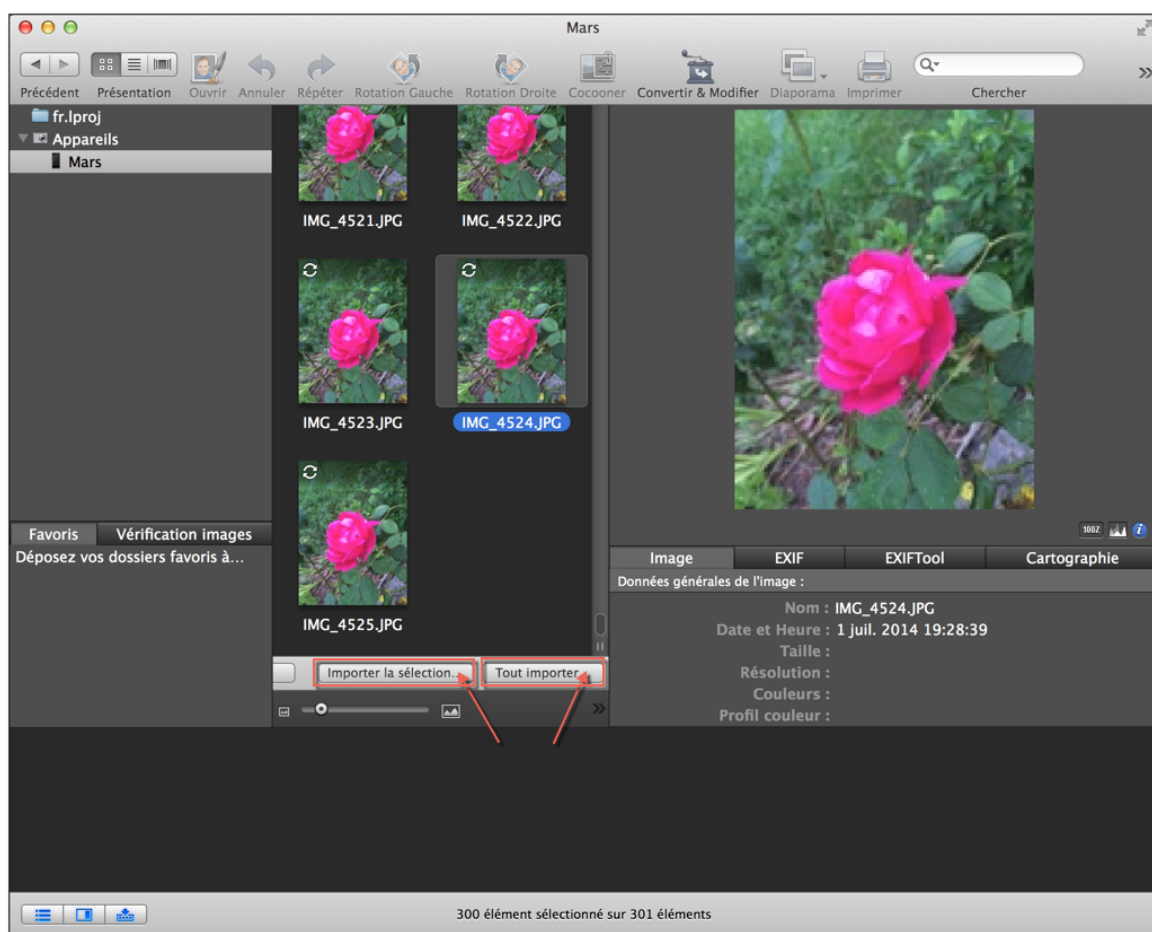 Mars
Précédent
Présentation
Ouvrir
Annuler
Répéter
Rotation Gauche
Rotation Droite
Cocooner
Convertir & Modifier
Diaporama
Imprimer
Chercher
fr.lproj
Appareils
Mars
IMG_4521.JPG
IMG_4522.JPG
IMG_4523.JPG
IMG_4524.JPG
IMG_4525.JPG
Importer la sélection...
Tout importer...
Favoris
Vérification images
Déposez vos dossiers favoris à...
Image
EXIF
EXIFTool
Cartographie
Données générales de l'image :
Nom : IMG_4524.JPG
Date et Heure : 1 juil. 2014 19:28:39
Taille :
Résolution :
Couleurs :
Profil couleur :
300 élément sélectionné sur 301 éléments